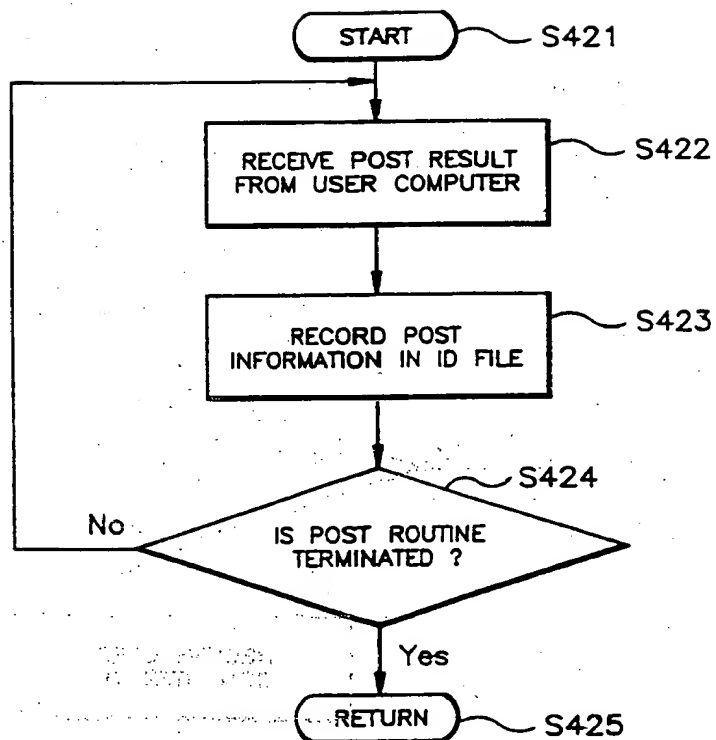 START
S421
RECEIVE POST RESULT
FROM USER COMPUTER
S422
RECORD POST
INFORMATION IN ID FILE
S423
S424
IS POST ROUTINE
TERMINATED ?
No
Yes
RETURN
S425